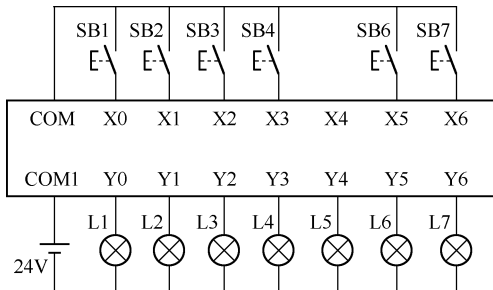 SB1 SB2 SB3 SB4 SB6 SB7
COM X0 X1 X2 X3 X4 X5 X6
COM1 Y0 Y1 Y2 Y3 Y4 Y5 Y6
L1 L2 L3 L4 L5 L6 L7
24V